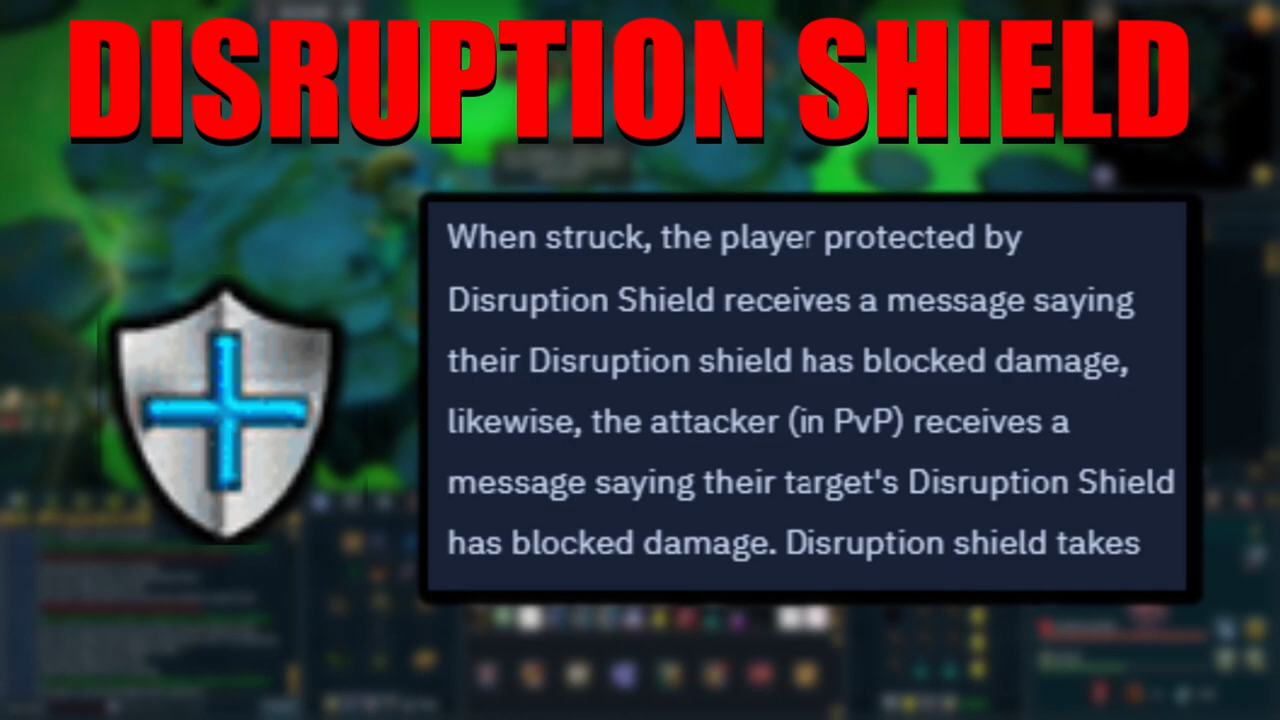 DISRUPTION SHIELD
When struck, the player protected by
Disruption Shield receives a message saying
their Disruption shield has blocked damage,
likewise, the attacker (in PvP) receives a
message saying their target's Disruption Shield
has blocked damage. Disruption shield takes